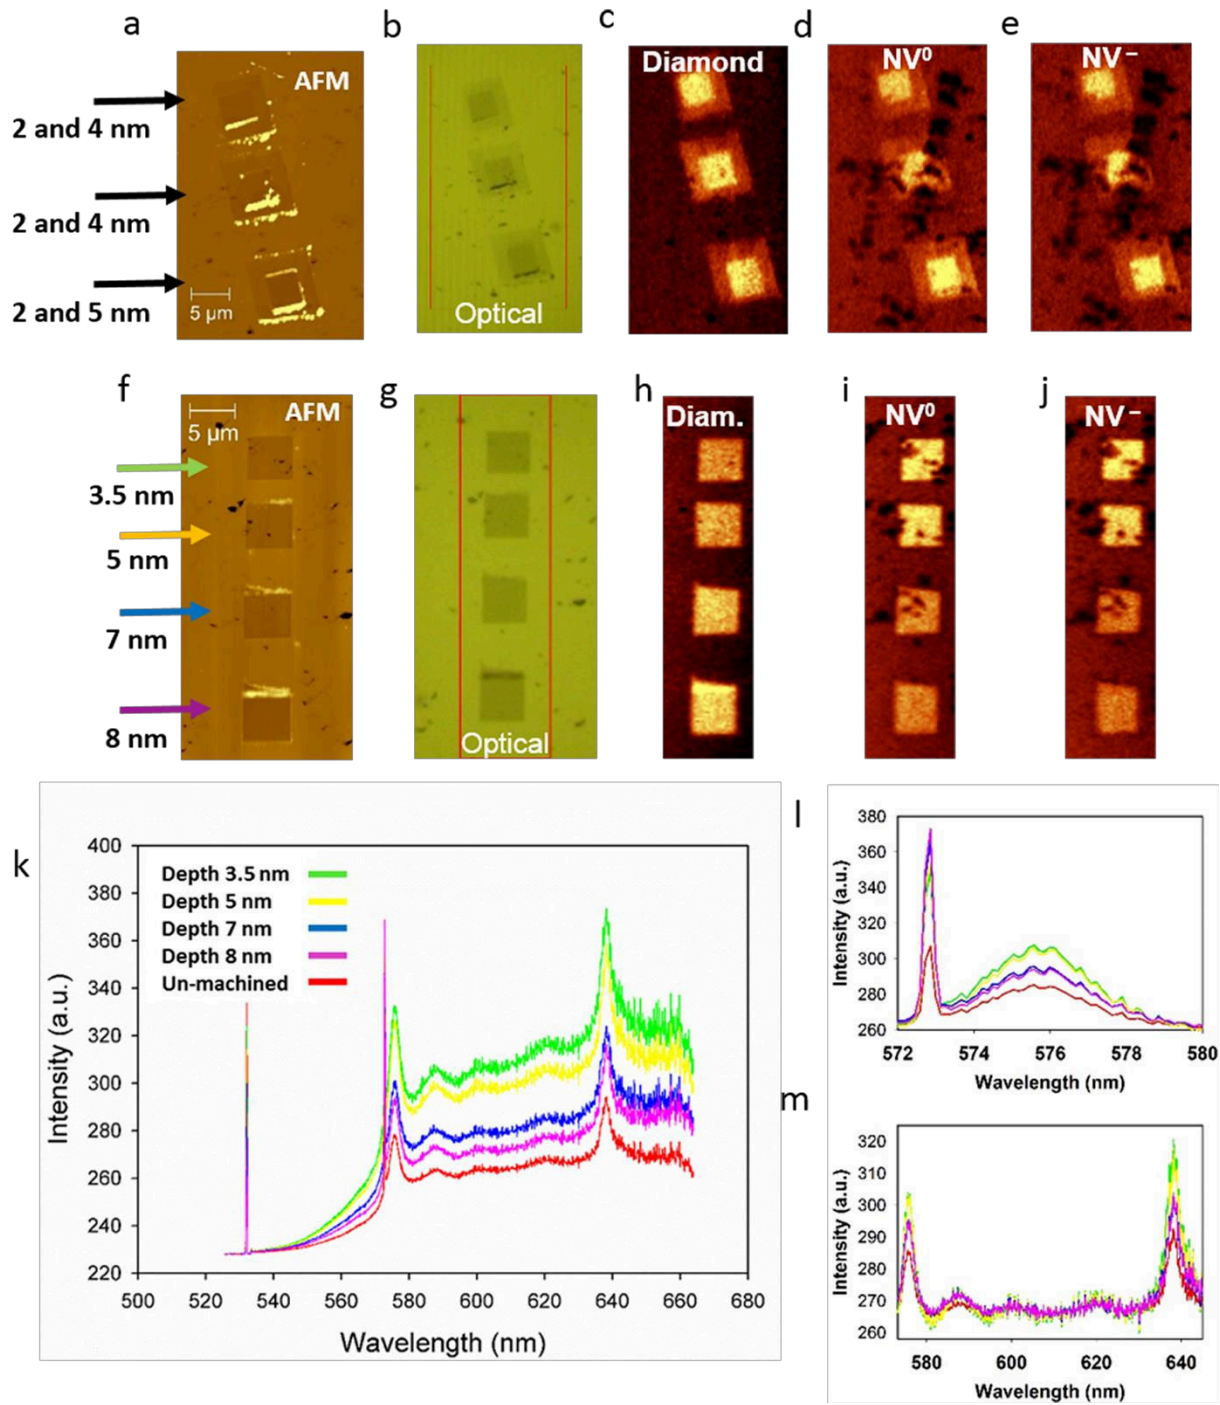 a
b
c
d
e
AFM
Optical
Diamond
NV⁰
NV⁻
2 and 4 nm
2 and 4 nm
2 and 5 nm
5 µm
f
g
h
i
j
5 µm
AFM
Optical
Diam.
NV⁰
NV⁻
3.5 nm
5 nm
7 nm
8 nm
k
Intensity (a.u.)
400
380
360
340
320
300
280
260
240
220
Depth 3.5 nm
Depth 5 nm
Depth 7 nm
Depth 8 nm
Un-machined
500 520 540 560 580 600 620 640 660 680
Wavelength (nm)
l
Intensity (a.u.)
380
360
340
320
300
280
260
572 574 576 578 580
Wavelength (nm)
m
Intensity (a.u.)
320
310
300
290
280
270
260
580 600 620 640
Wavelength (nm)